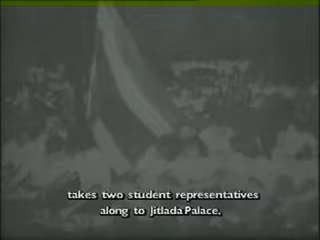 takes two student representatives
along to Jitlada Palace,